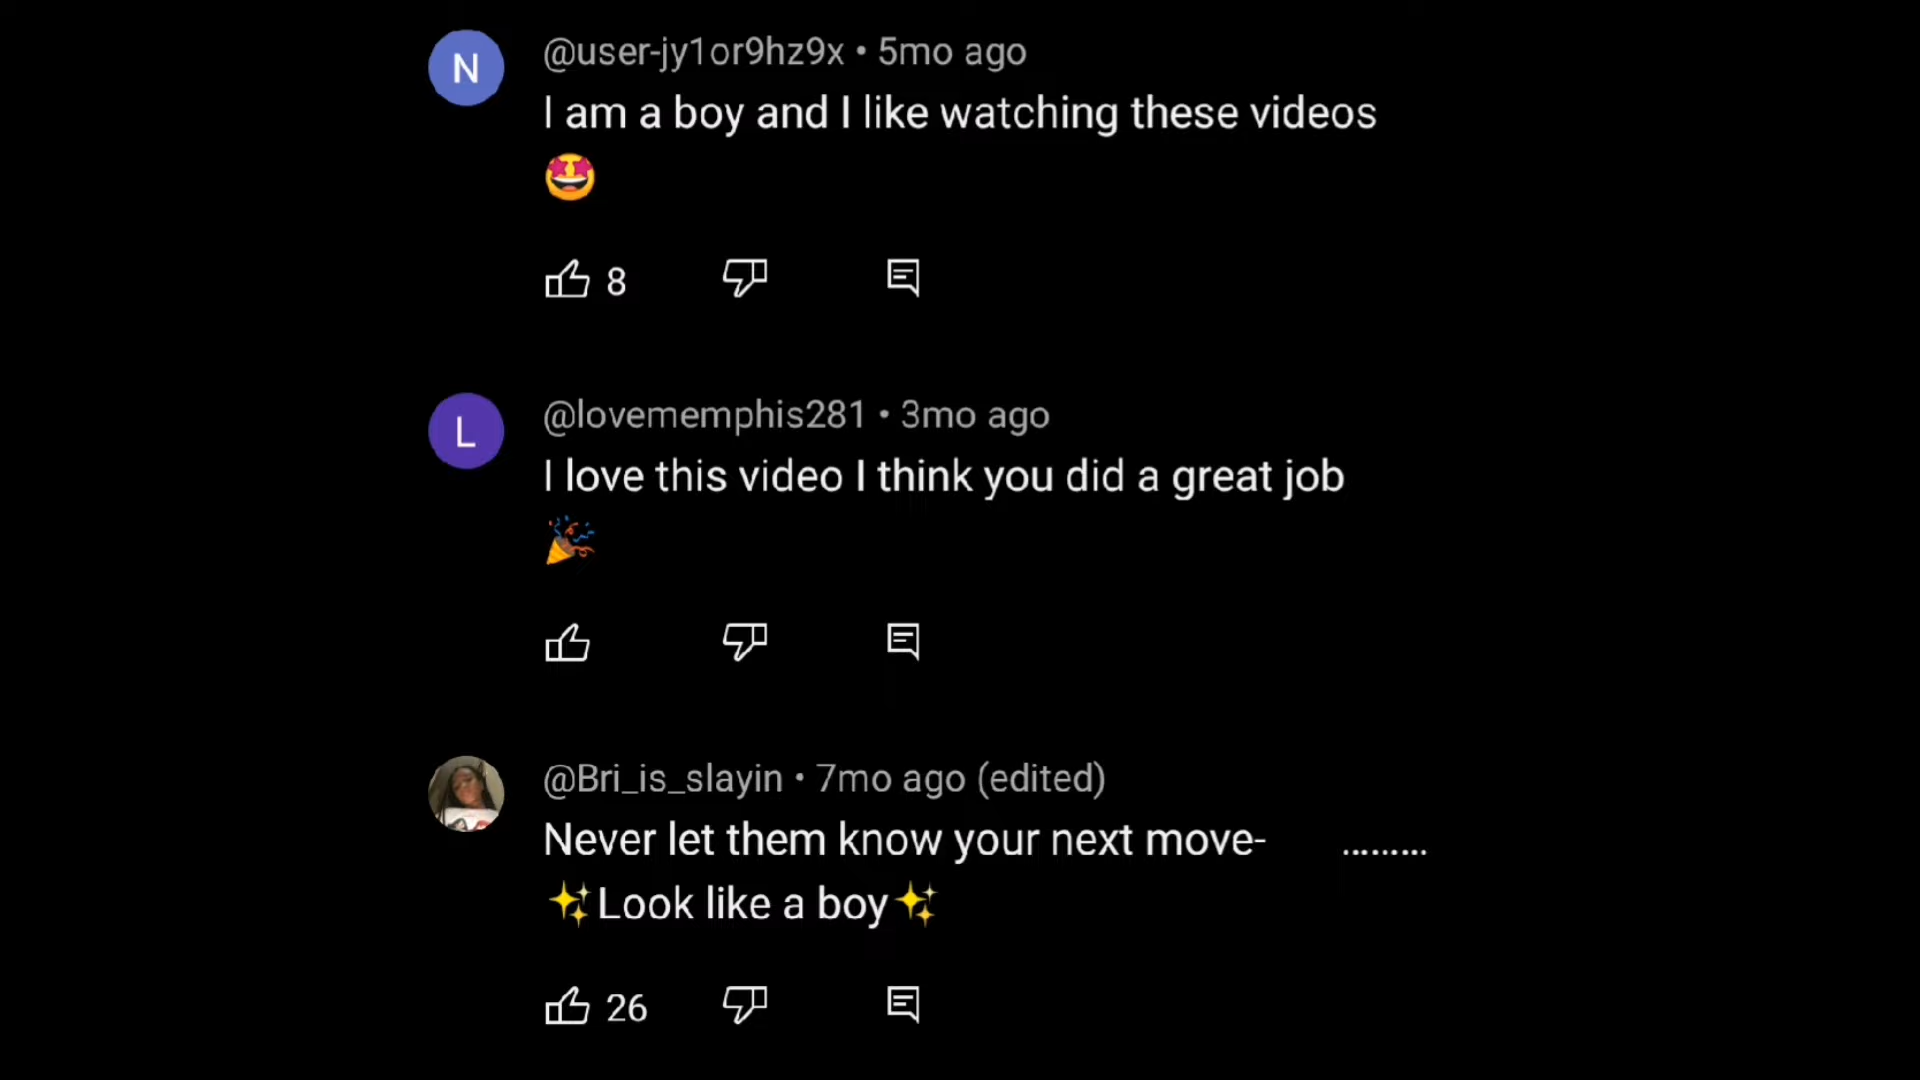 N
@user-jy1or9hz9x • 5mo ago
I am a boy and I like watching these videos
🤩
8
L
@lovememphis281 • 3mo ago
I love this video I think you did a great job
🎉
@Bri_is_slayin • 7mo ago (edited)
Never let them know your next move- .........
✨Look like a boy✨
26